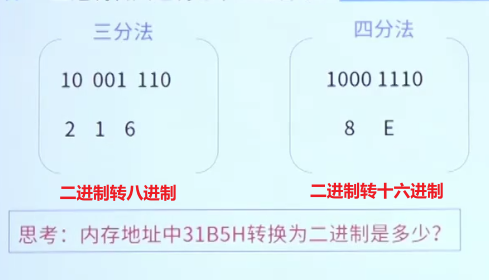 三分法
10 001 110
2 1 6
二进制转八进制
四分法
1000 1110
8 E
二进制转十六进制
思考：内存地址中31B5H转换为二进制是多少？